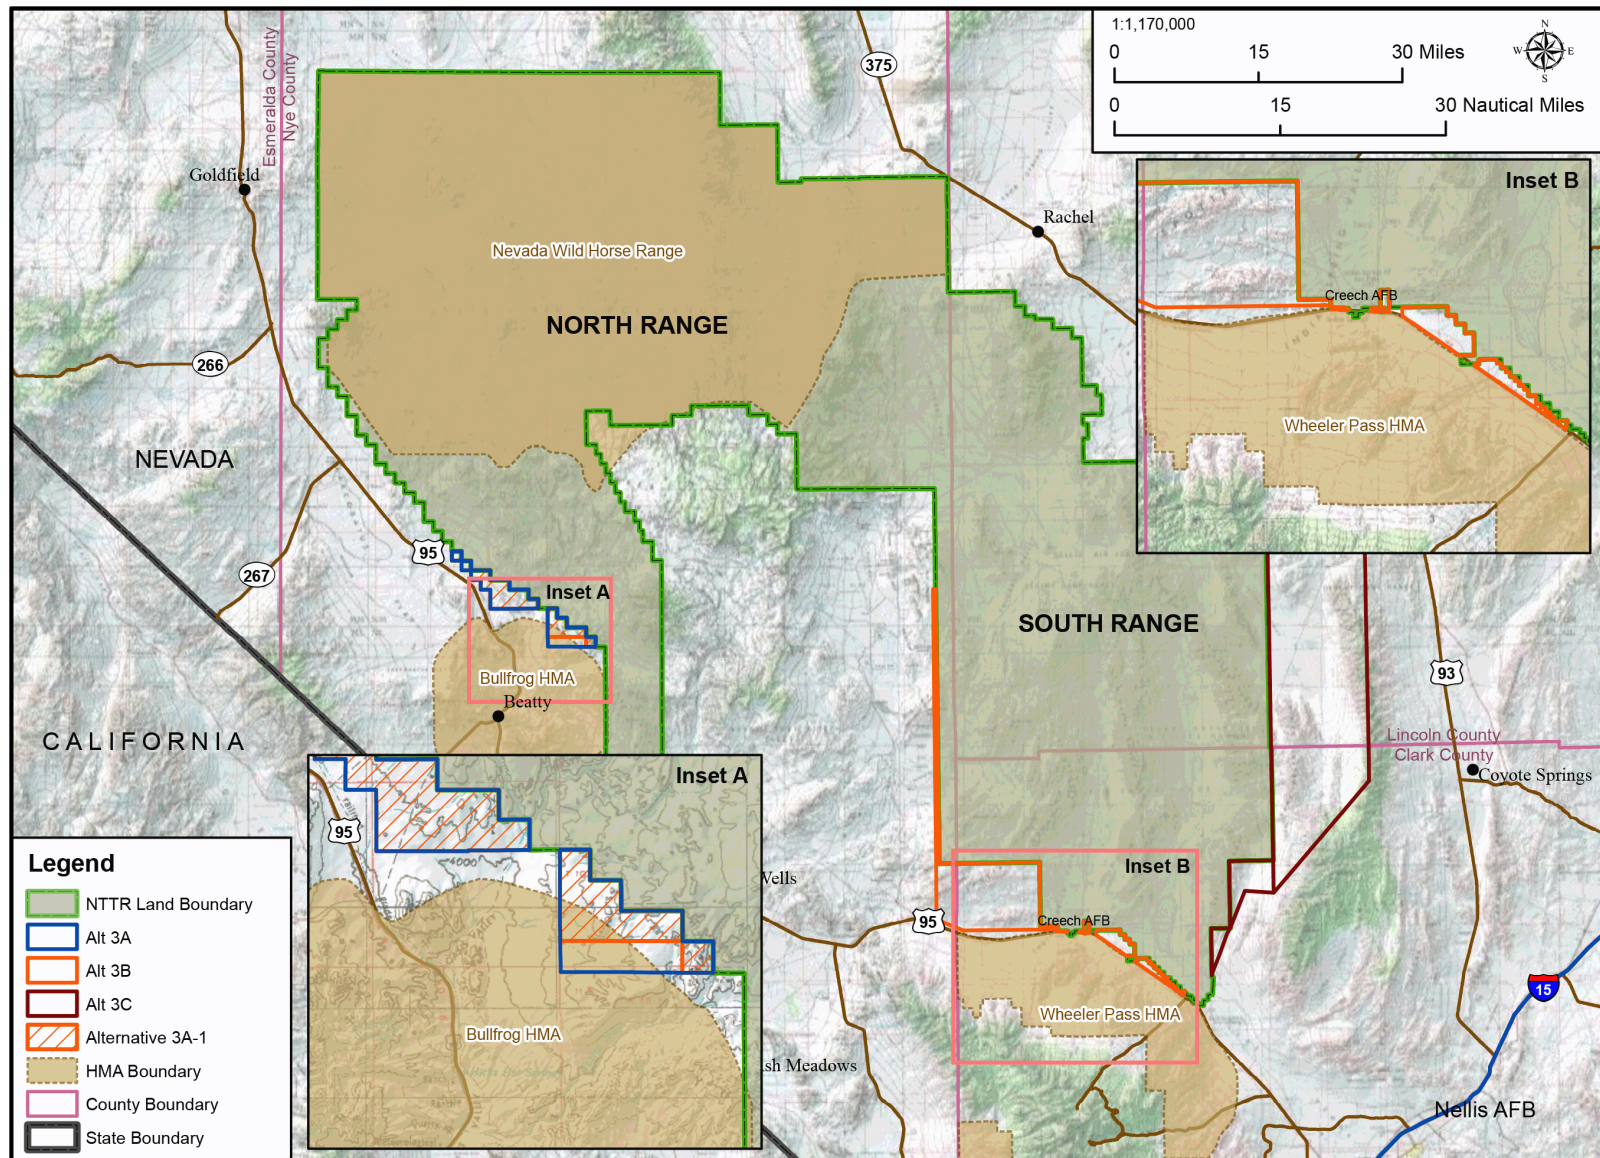 1:1,170,000
0 15 30 Miles
0 15 30 Nautical Miles
N
W E
S
Esmeralda County
Nye County
375
Goldfield
Inset B
Creech AFB
Wheeler Pass HMA
Rachel
Nevada Wild Horse Range
NORTH RANGE
266
NEVADA
95
267
Inset A
Bullfrog HMA
Beatty
SOUTH RANGE
93
CALIFORNIA
Lincoln County
Clark County
Coyote Springs
Inset A
95
4000
Bullfrog HMA
Inset B
Vells
95
Creech AFB
Wheeler Pass HMA
15
sh Meadows
Nellis AFB
Legend
NTTR Land Boundary
Alt 3A
Alt 3B
Alt 3C
Alternative 3A-1
HMA Boundary
County Boundary
State Boundary